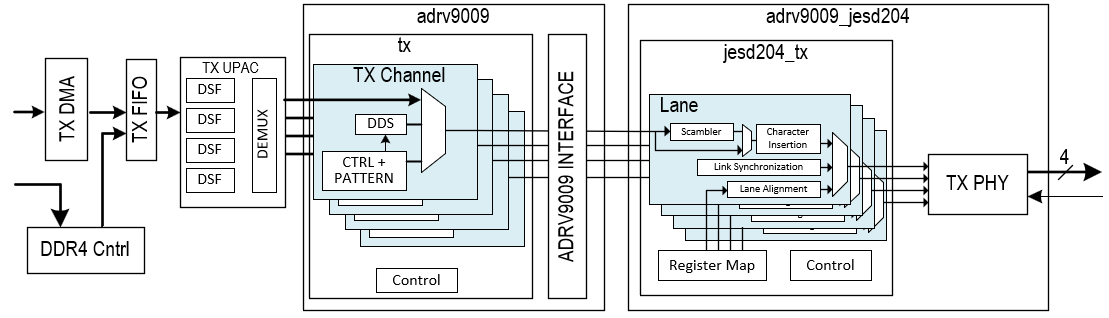 adrv9009
adrv9009_jesd204
tx
jesd204_tx
TX DMA
TX FIFO
TX UPAC
DSF
DSF
DSF
DSF
DEMUX
TX Channel
DDS
CTRL +
PATTERN
Control
ADRV9009 INTERFACE
Lane
Scambler
Character
Insertion
Link Synchronization
Lane Alignment
Register Map
Control
TX PHY
4
DDR4 Cntrl